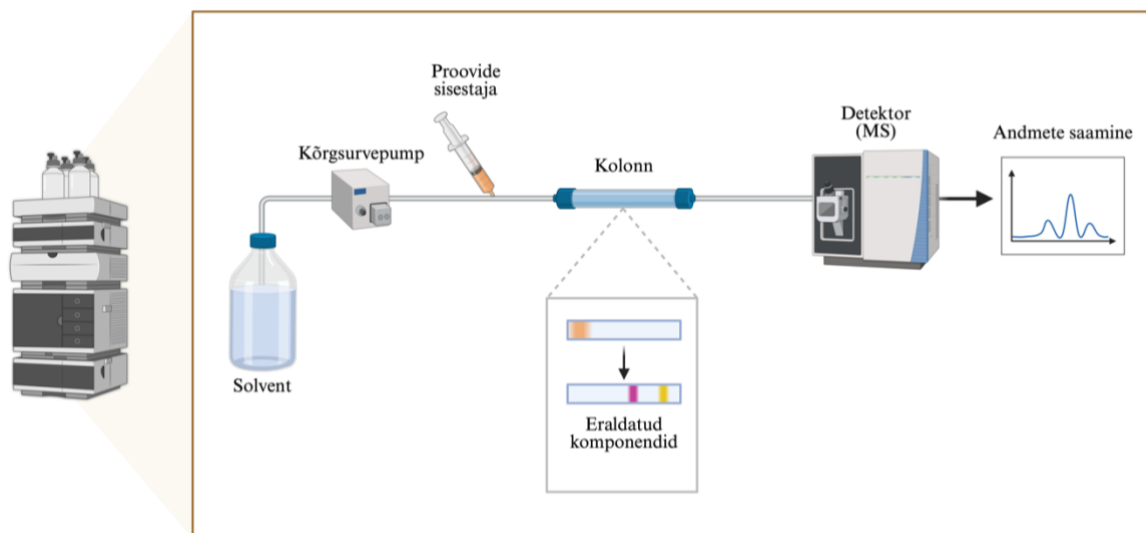 Proovide
sisestaja
Kõrgsurvepump
Kolonn
Detektor
(MS)
Andmete saamine
Solvent
Eraldatud
komponendid